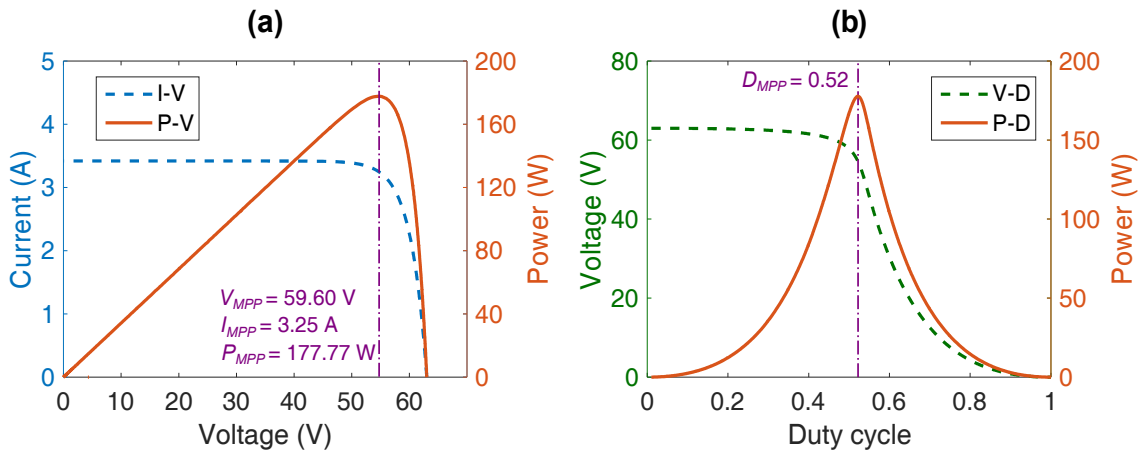 (a)
5
4
3
2
1
0
Current (A)
I-V
P-V
V_MPP = 59.60 V
I_MPP = 3.25 A
P_MPP = 177.77 W
200
160
120
80
40
0
Power (W)
0 10 20 30 40 50 60
Voltage (V)
(b)
80
60
40
20
0
Voltage (V)
D_MPP = 0.52
V-D
P-D
200
150
100
50
0
Power (W)
0 0.2 0.4 0.6 0.8 1
Duty cycle